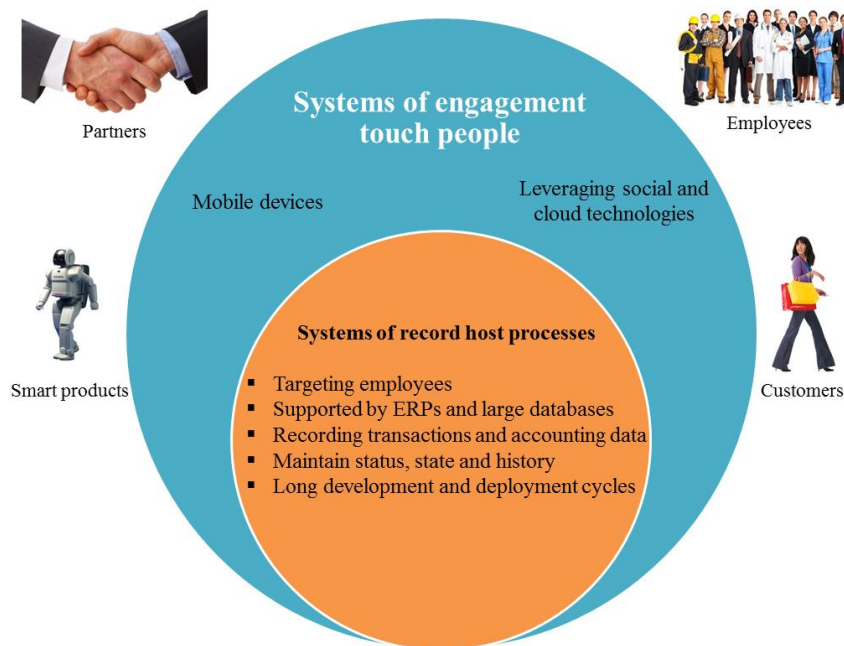 Systems of engagement
touch people
Partners
Employees
Mobile devices
Leveraging social and
cloud technologies
Smart products
Customers
Systems of record host processes
▪ Targeting employees
▪ Supported by ERPs and large databases
▪ Recording transactions and accounting data
▪ Maintain status, state and history
▪ Long development and deployment cycles